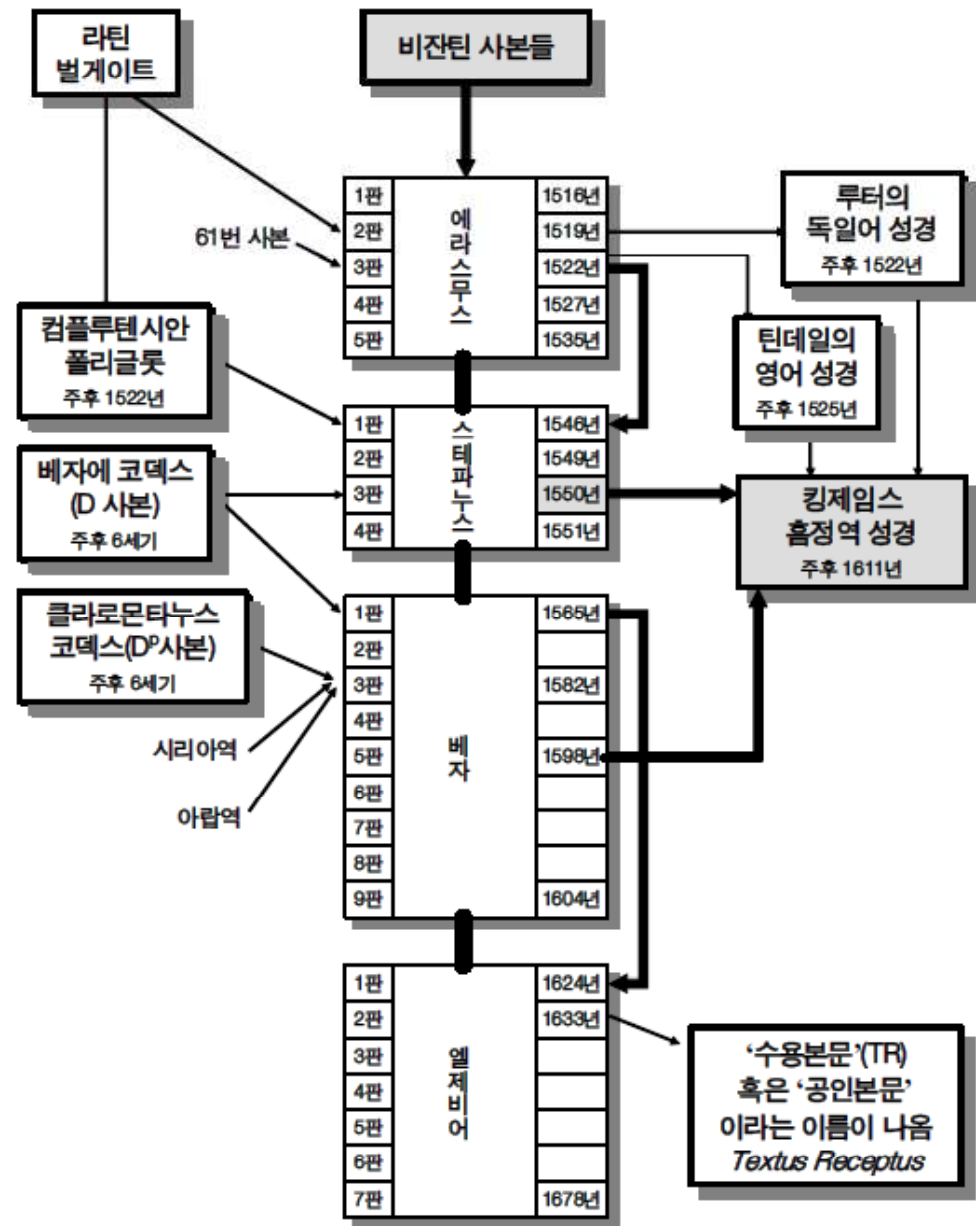 라틴
벌게이트
비잔틴 사본들
1판
2판
3판
4판
5판
에라스무스
1516년
1519년
1522년
1527년
1535년
61번 사본
루터의
독일어 성경
주후 1522년
컴플루텐시안
폴리글롯
주후 1522년
틴데일의
영어 성경
주후 1525년
1판
2판
3판
4판
스테파누스
1546년
1549년
1550년
1551년
베자에 코덱스
(D 사본)
주후 6세기
킹제임스
흠정역 성경
주후 1611년
클라로몬타누스
코덱스(Dᵖ사본)
주후 6세기
시리아역
아랍역
1판
2판
3판
4판
5판
6판
7판
8판
9판
베자
1565년
1582년
1598년
1604년
1판
2판
3판
4판
5판
6판
7판
엘제비어
1624년
1633년
1678년
‘수용본문’(TR)
혹은 ‘공인본문’
이라는 이름이 나옴
Textus Receptus